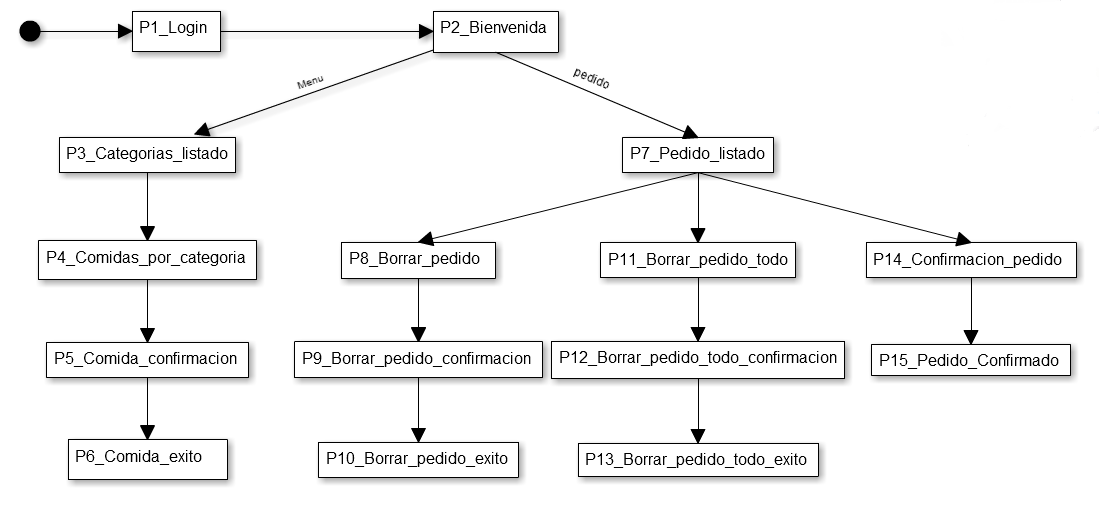 P1_Login
P2_Bienvenida
Menu
pedido
P3_Categorias_listado
P7_Pedido_listado
P4_Comidas_por_categoria
P8_Borrar_pedido
P11_Borrar_pedido_todo
P14_Confirmacion_pedido
P5_Comida_confirmacion
P9_Borrar_pedido_confirmacion
P12_Borrar_pedido_todo_confirmacion
P15_Pedido_Confirmado
P6_Comida_exito
P10_Borrar_pedido_exito
P13_Borrar_pedido_todo_exito